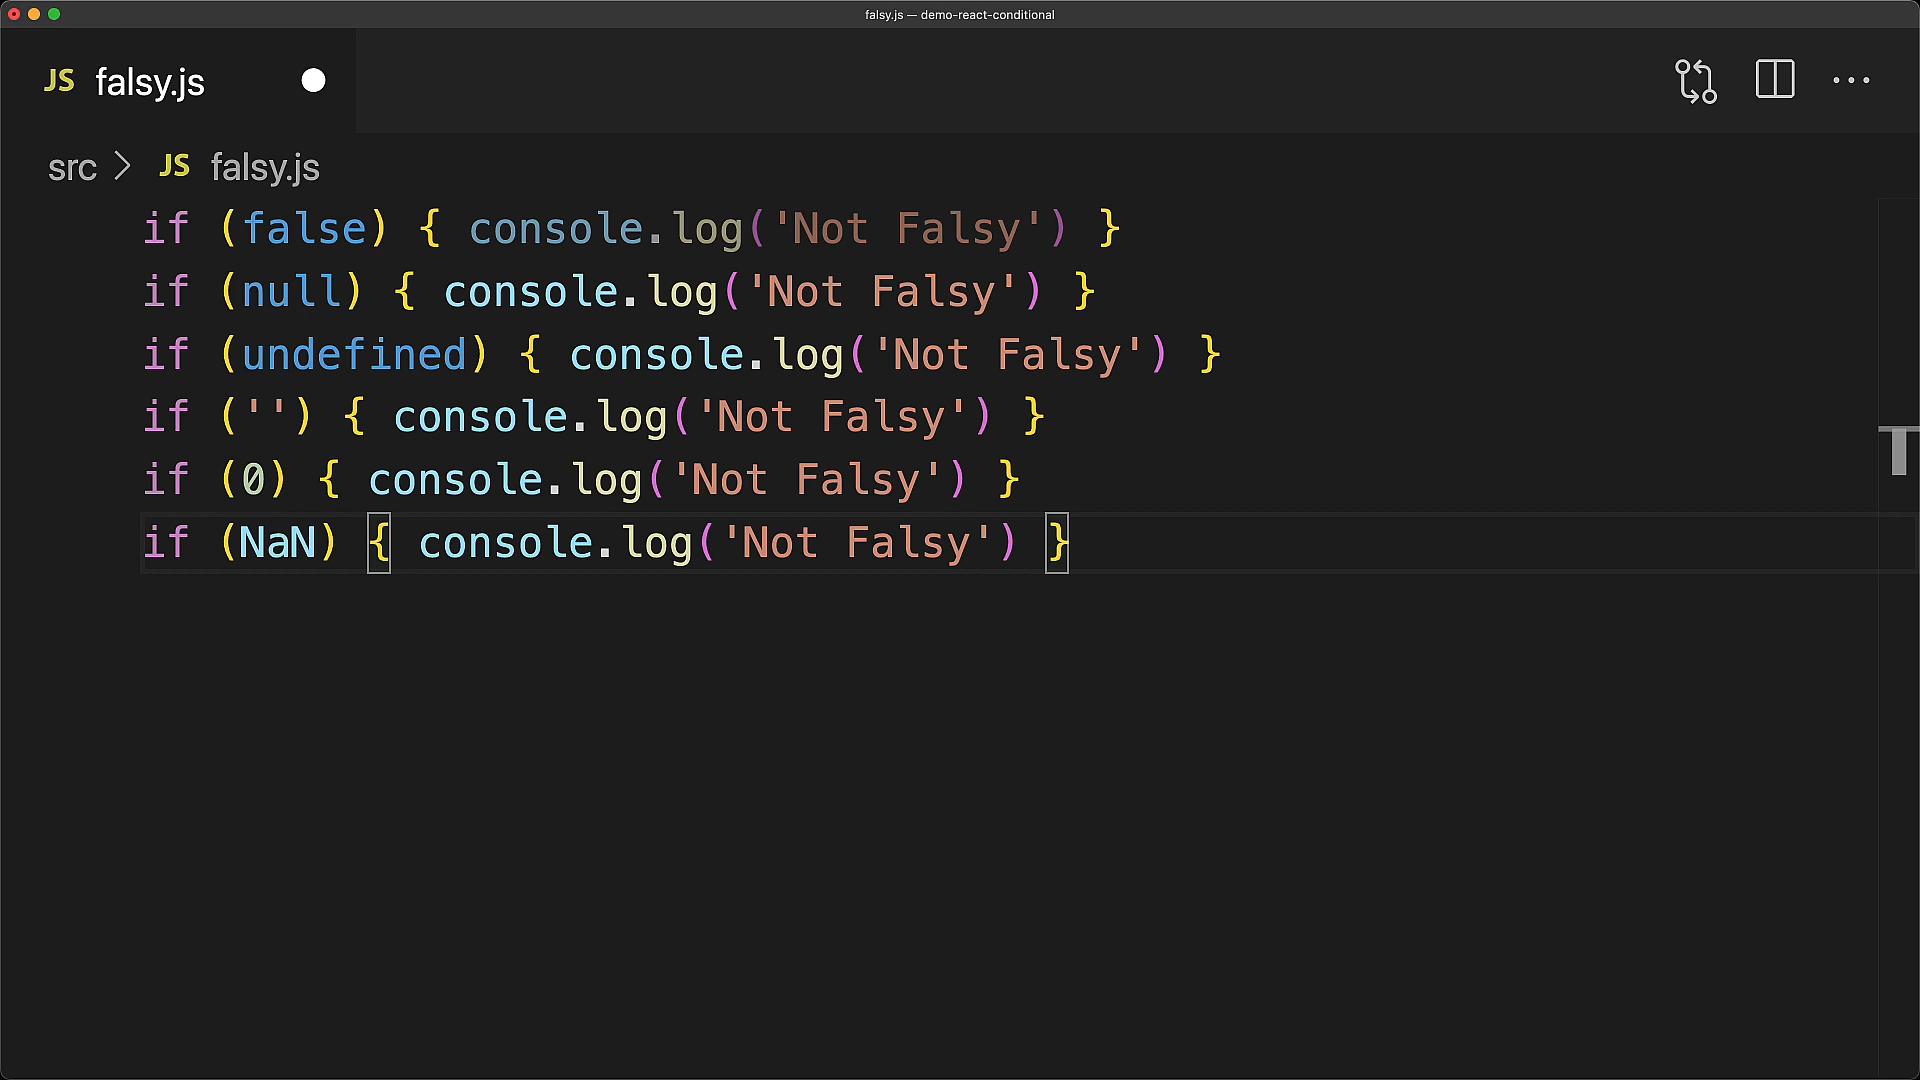 falsy.js — demo-react-conditional
JS falsy.js
src > JS falsy.js
if (false) { console.log('Not Falsy') }
if (null) { console.log('Not Falsy') }
if (undefined) { console.log('Not Falsy') }
if ('') { console.log('Not Falsy') }
if (0) { console.log('Not Falsy') }
if (NaN) { console.log('Not Falsy') }